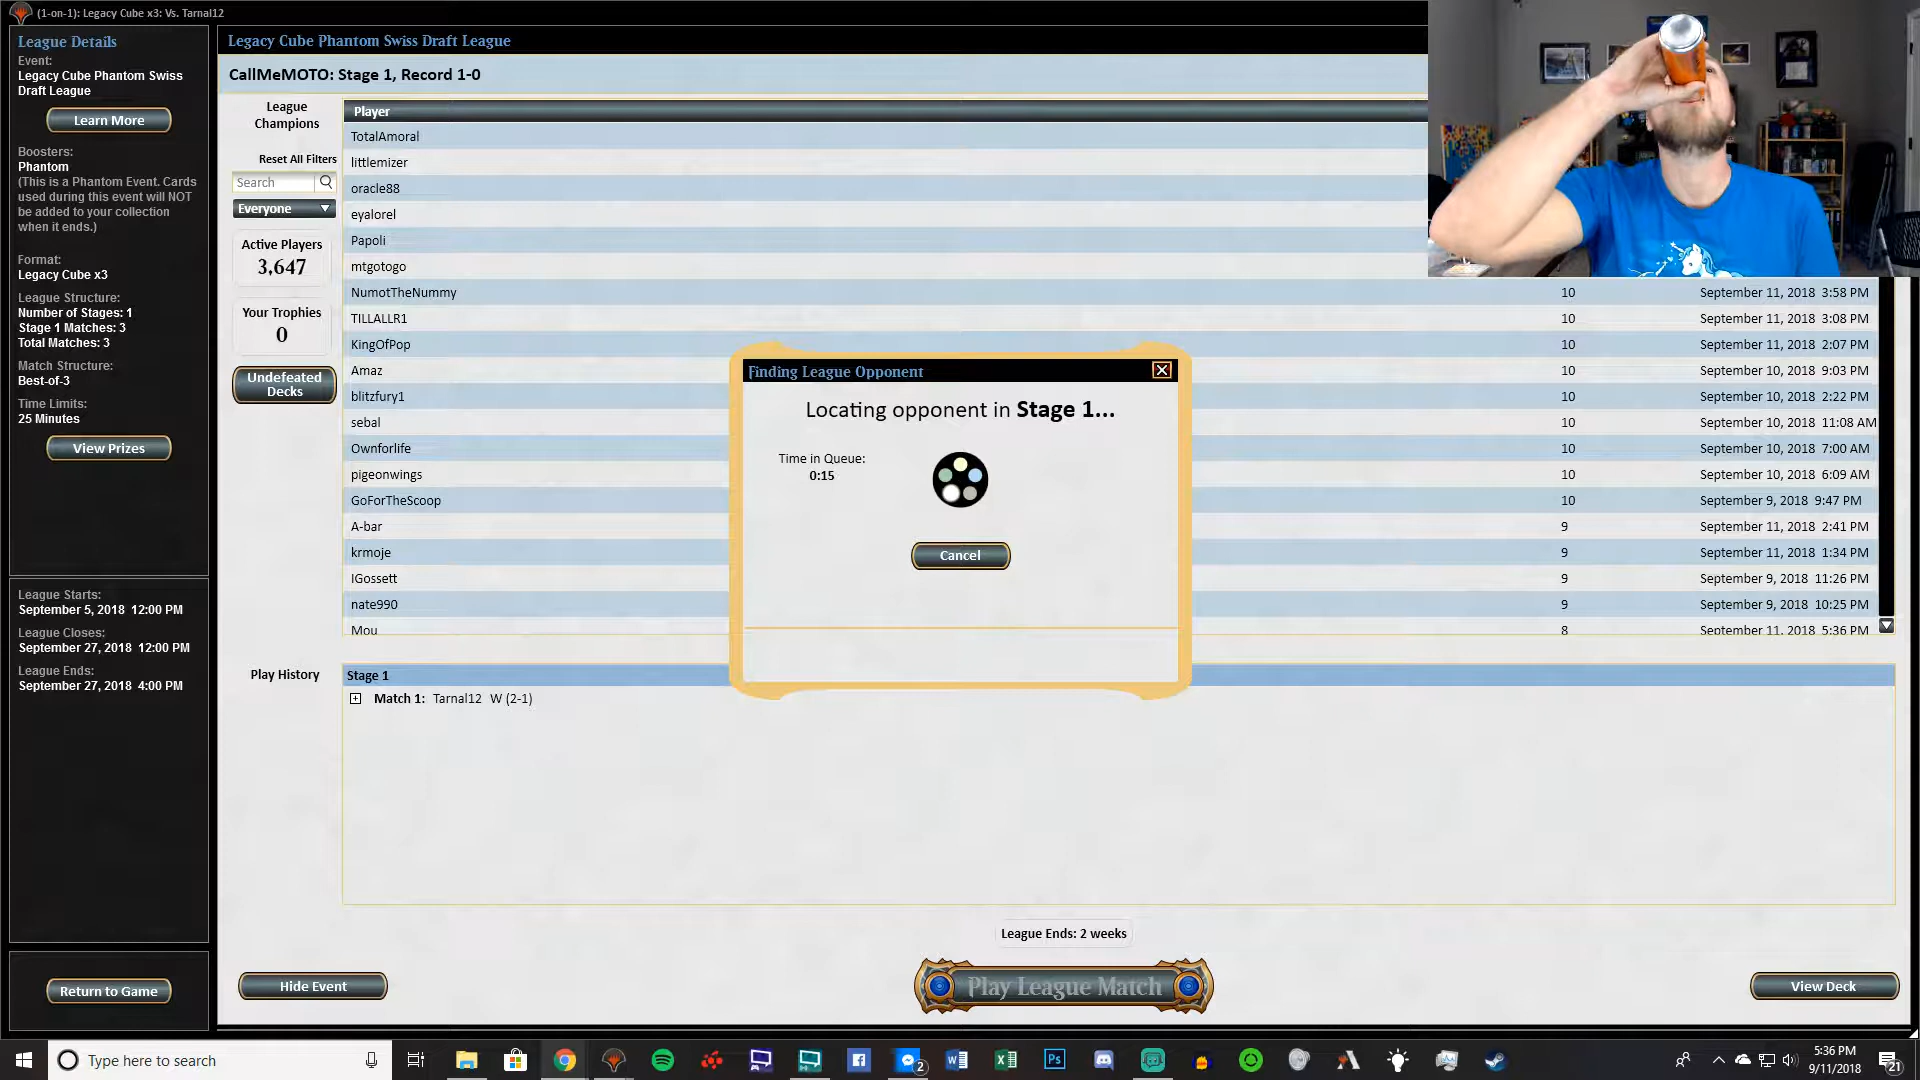 (1-on-1): Legacy Cube x3: Vs. Tarnal12
League Details
Event:
Legacy Cube Phantom Swiss
Draft League
Learn More
Boosters:
Phantom
(This is a Phantom Event. Cards
used during this event will NOT
be added to your collection
when it ends.)
Format:
Legacy Cube x3
League Structure:
Number of Stages: 1
Stage 1 Matches: 3
Total Matches: 3
Match Structure:
Best-of-3
Time Limits:
25 Minutes
View Prizes
League Starts:
September 5, 2018 12:00 PM
League Closes:
September 27, 2018 12:00 PM
League Ends:
September 27, 2018 4:00 PM
Return to Game
Legacy Cube Phantom Swiss Draft League
CallMeMOTO: Stage 1, Record 1-0
League
Champions
Reset All Filters
Search
Everyone
Active Players
3,647
Your Trophies
0
Undefeated
Decks
Player
TotalAmoral
littlemizer
oracle88
eyalorel
Papoli
mtgotogo
NumotTheNummy 10 September 11, 2018 3:58 PM
TILLALLR1 10 September 11, 2018 3:08 PM
KingOfPop 10 September 11, 2018 2:07 PM
Amaz 10 September 10, 2018 9:03 PM
blitzfury1 10 September 10, 2018 2:22 PM
sebal 10 September 10, 2018 11:08 AM
Ownforlife 10 September 10, 2018 7:00 AM
pigeonwings 10 September 10, 2018 6:09 AM
GoForTheScoop 10 September 9, 2018 9:47 PM
A-bar 9 September 11, 2018 2:41 PM
krmoje 9 September 11, 2018 1:34 PM
IGossett 9 September 9, 2018 11:26 PM
nate990 9 September 9, 2018 10:25 PM
Mou 8 September 11, 2018 5:36 PM
Finding League Opponent
Locating opponent in Stage 1...
Time in Queue:
0:15
Cancel
Play History
Stage 1
Match 1: Tarnal12 W (2-1)
League Ends: 2 weeks
Hide Event
Play League Match
View Deck
Type here to search
2
Ps
5:36 PM
9/11/2018
21